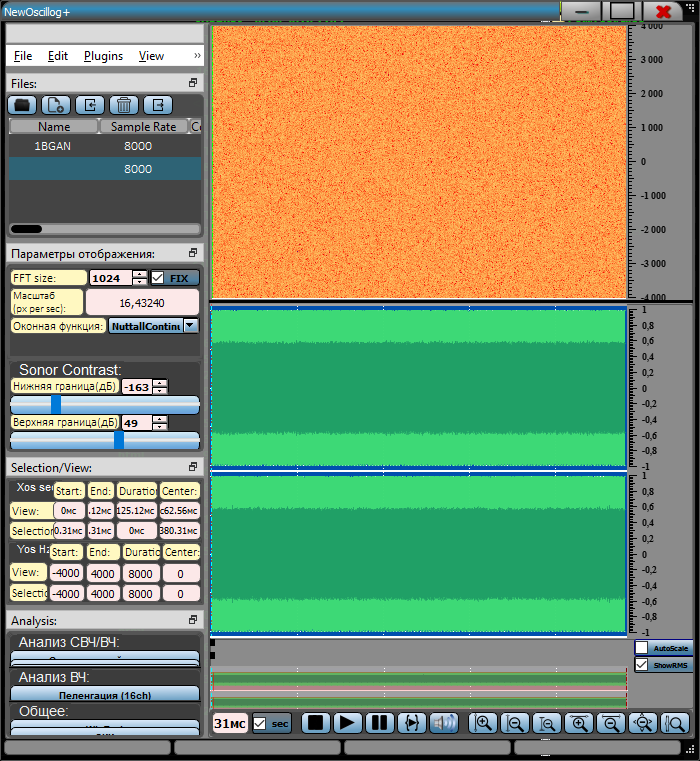 NewOscillog+
File Edit Plugins View »
Files:
Name Sample Rate
1BGAN 8000
8000
Параметры отображения:
FFT size: 1024 FIX
Масштаб
(px per sec): 16,43240
Оконная функция: NuttallContinu
Sonor Contrast:
Нижняя граница(дБ) -163
Верхняя граница(дБ) 49
Selection/View:
Xos sec Start: End: Duratio Center:
View: 0мс .12мс 125.12мс с62.56мс
Selection 0.31мс .31мс 0мс 380.31мс
Yos Hz Start: End: Duratio Center:
View: -4000 4000 8000 0
Selectio -4000 4000 8000 0
Analysis:
Анализ СВЧ/ВЧ:
Анализ ВЧ:
Пеленгация (16ch)
Общее:
4 000
3 000
2 000
1 000
0
-1 000
-2 000
-3 000
-4 000
1
0,8
0,6
0,4
0,2
0
-0,2
-0,4
-0,6
-0,8
-1
1
0,8
0,6
0,4
0,2
0
-0,2
-0,4
-0,6
-0,8
-1
AutoScale
ShowRMS
31мс sec